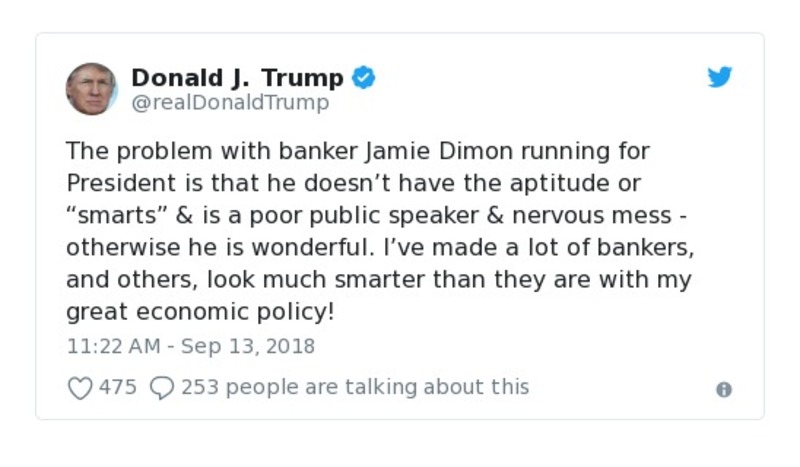 Donald J. Trump
@realDonaldTrump
The problem with banker Jamie Dimon running for
President is that he doesn’t have the aptitude or
“smarts” & is a poor public speaker & nervous mess -
otherwise he is wonderful. I’ve made a lot of bankers,
and others, look much smarter than they are with my
great economic policy!
11:22 AM - Sep 13, 2018
475 253 people are talking about this